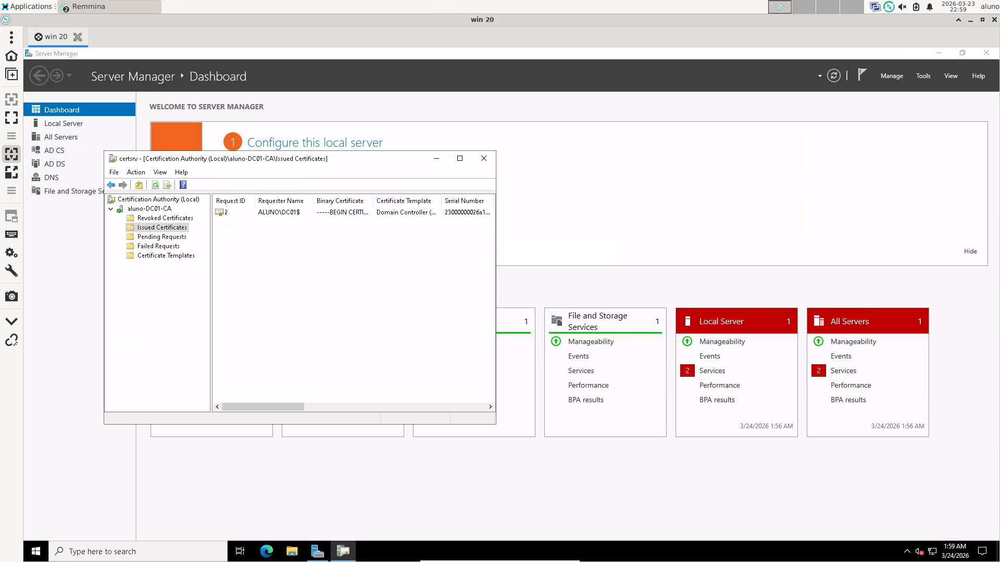 Applications
2
Remmina
2026-03-23
22:59
aluno
win 20
win 20
Server Manager
Server Manager
Dashboard
Manage
Tools
View
Help
Dashboard
Local Server
All Servers
AD CS
AD DS
DNS
File and Storage Se
WELCOME TO SERVER MANAGER
1
Configure this local server
Hide
certsrv - [Certification Authority (Local)\aluno-DC01-CA\Issued Certificates]
File
Action
View
Help
Certification Authority (Local)
aluno-DC01-CA
Revoked Certificates
Issued Certificates
Pending Requests
Failed Requests
Certificate Templates
Request ID
Requester Name
Binary Certificate
Certificate Template
Serial Number
2
ALUNO\DC01$
-----BEGIN CERTI...
Domain Controller (...
23000000026a1...
1
File and Storage
Services
1
Manageability
Events
Services
Performance
BPA results
Local Server
1
Manageability
Events
2
Services
Performance
BPA results
3/24/2026 1:56 AM
All Servers
1
Manageability
Events
2
Services
Performance
BPA results
3/24/2026 1:56 AM
Type here to search
1:59 AM
3/24/2026